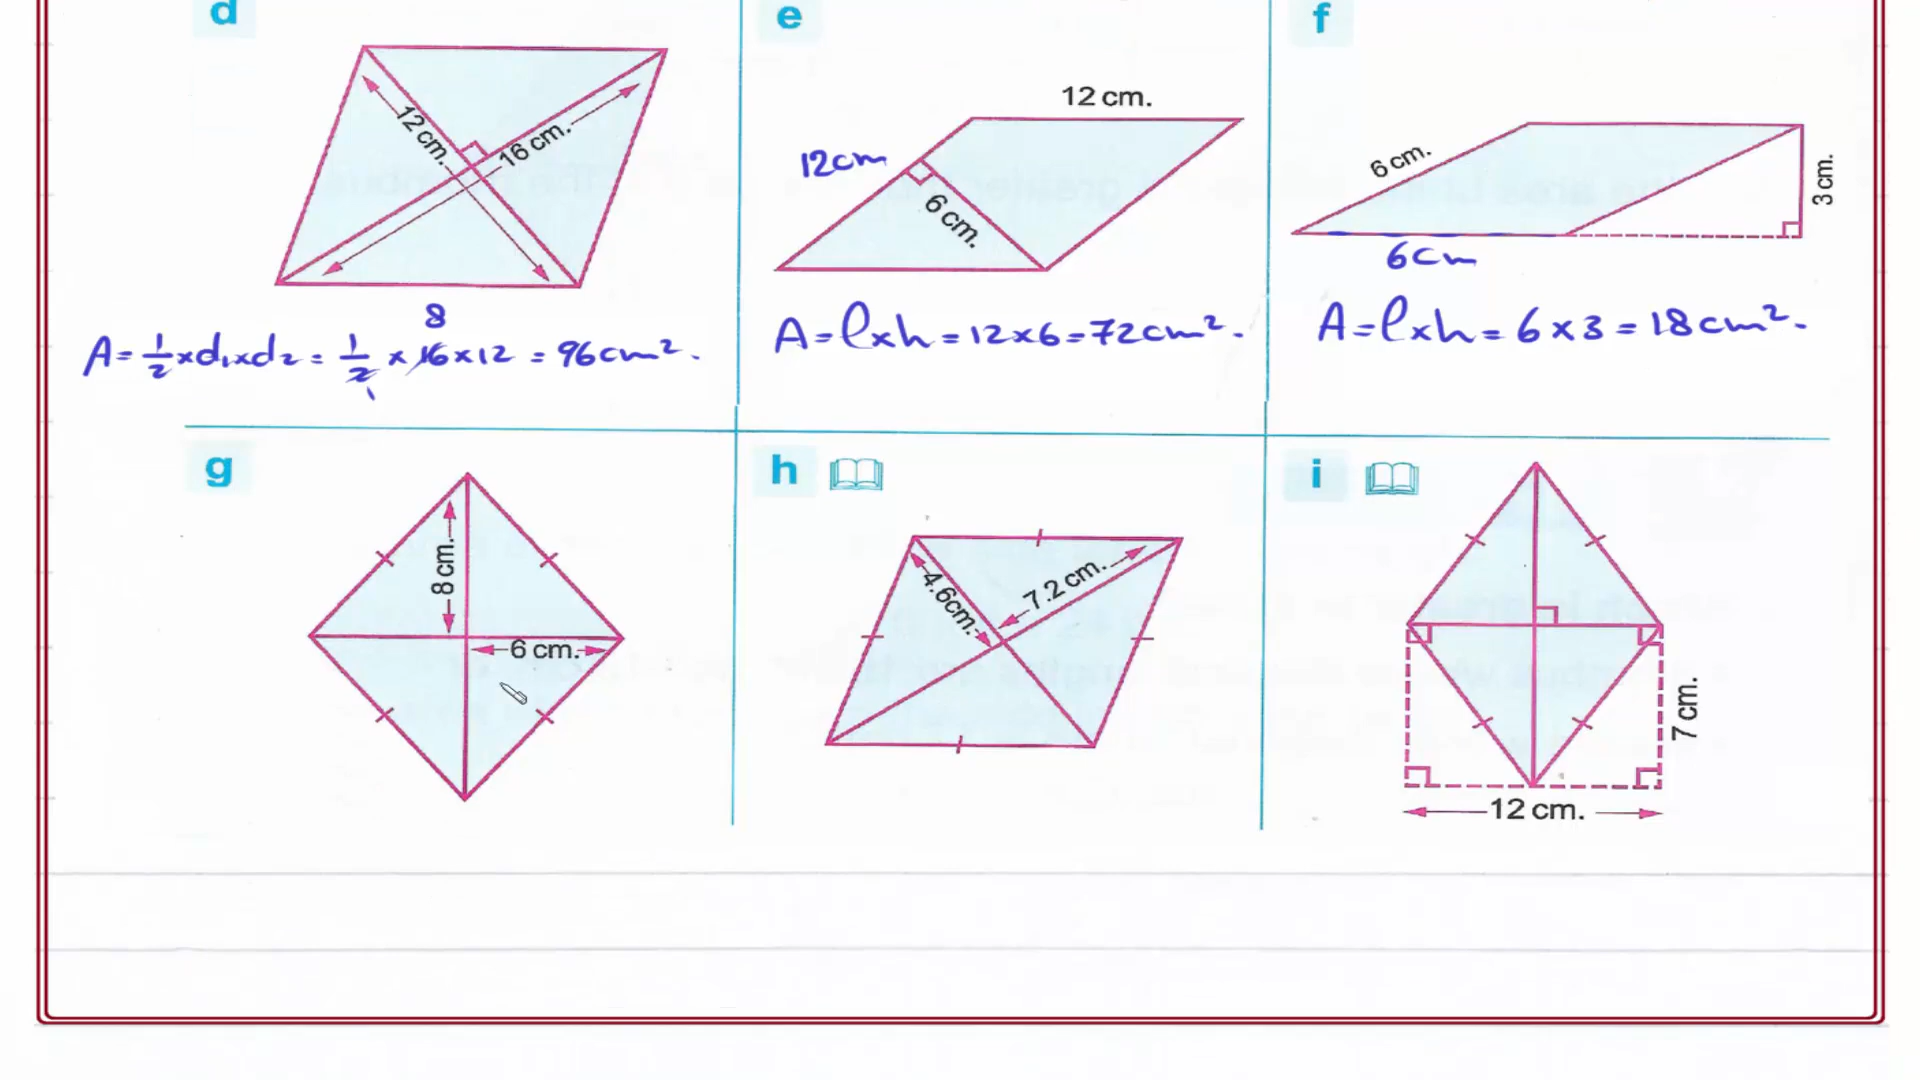 d
12 cm.
16 cm.
A = 1/2 × d1 × d2 = 1/2 × 16 × 12 = 96 cm².
8
1
e
12 cm.
12cm
6 cm.
A = l × h = 12 × 6 = 72 cm².
f
6 cm.
3 cm.
6cm
A = l × h = 6 × 3 = 18 cm².
g
8 cm.
6 cm.
h
4.6cm.
7.2 cm.
i
7 cm.
12 cm.